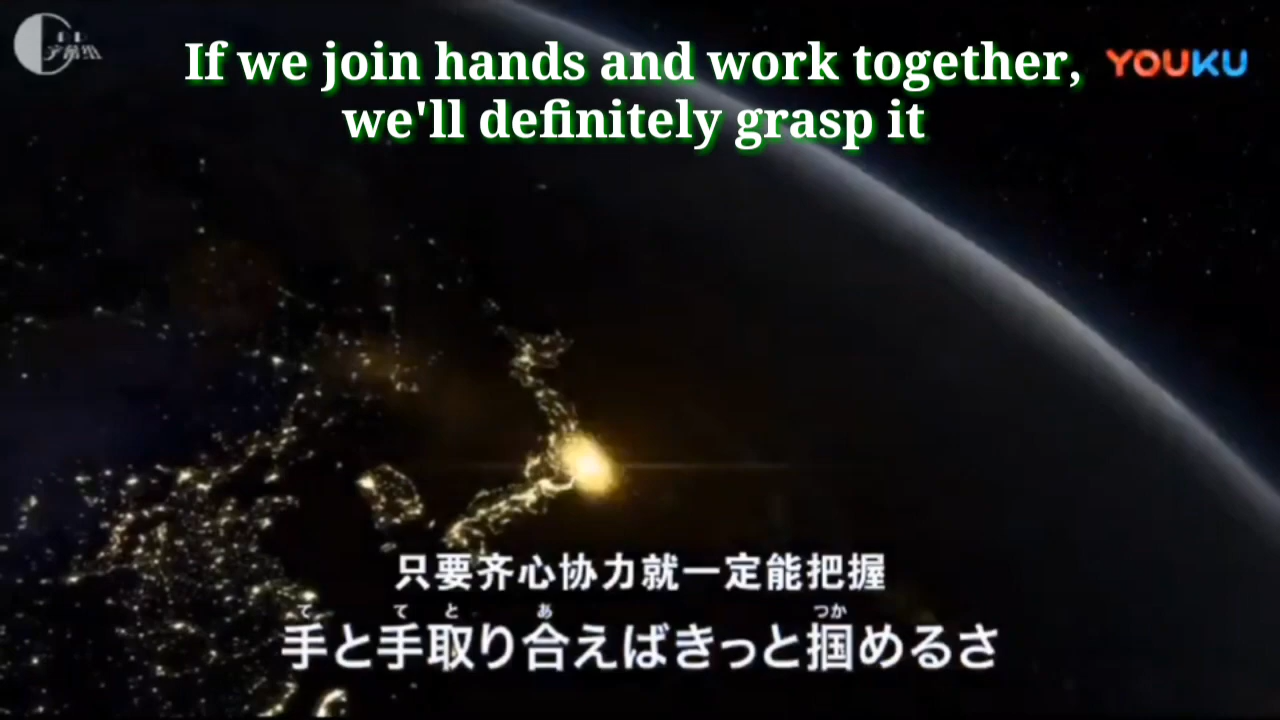 If we join hands and work together,
YOUKU
we'll definitely grasp it
只要齐心协力就一定能把握
て て と あ つか
手と手取り合えばきっと掴めるさ